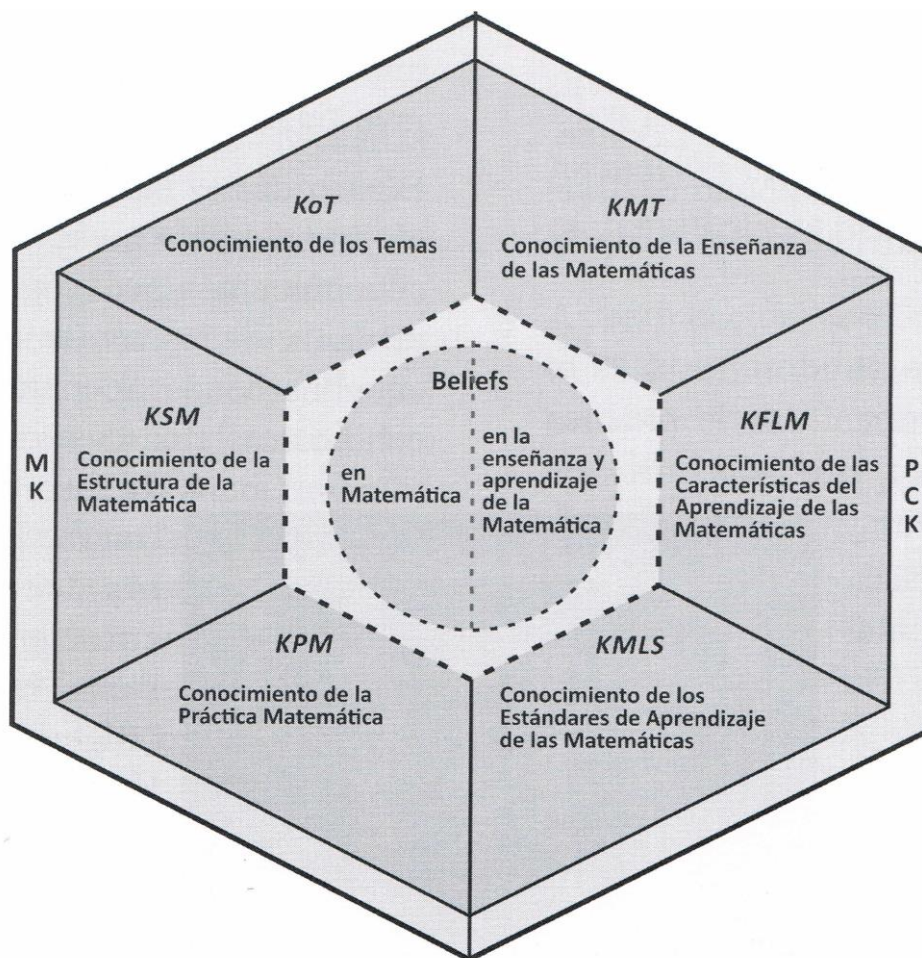 KoT
Conocimiento de los Temas
KMT
Conocimiento de la Enseñanza
de las Matemáticas
Beliefs
en
Matemática
en la
enseñanza y
aprendizaje
de la
Matemática
M
K
KSM
Conocimiento de la
Estructura de la
Matemática
KFLM
Conocimiento de las
Características del
Aprendizaje de las
Matemáticas
P
C
K
KPM
Conocimiento de la
Práctica Matemática
KMLS
Conocimiento de los
Estándares de Aprendizaje
de las Matemáticas